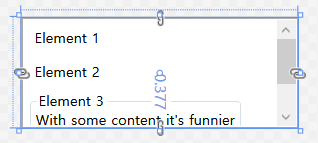 Element 1
Element 2
Element 3
With some content it's funnier
0.377